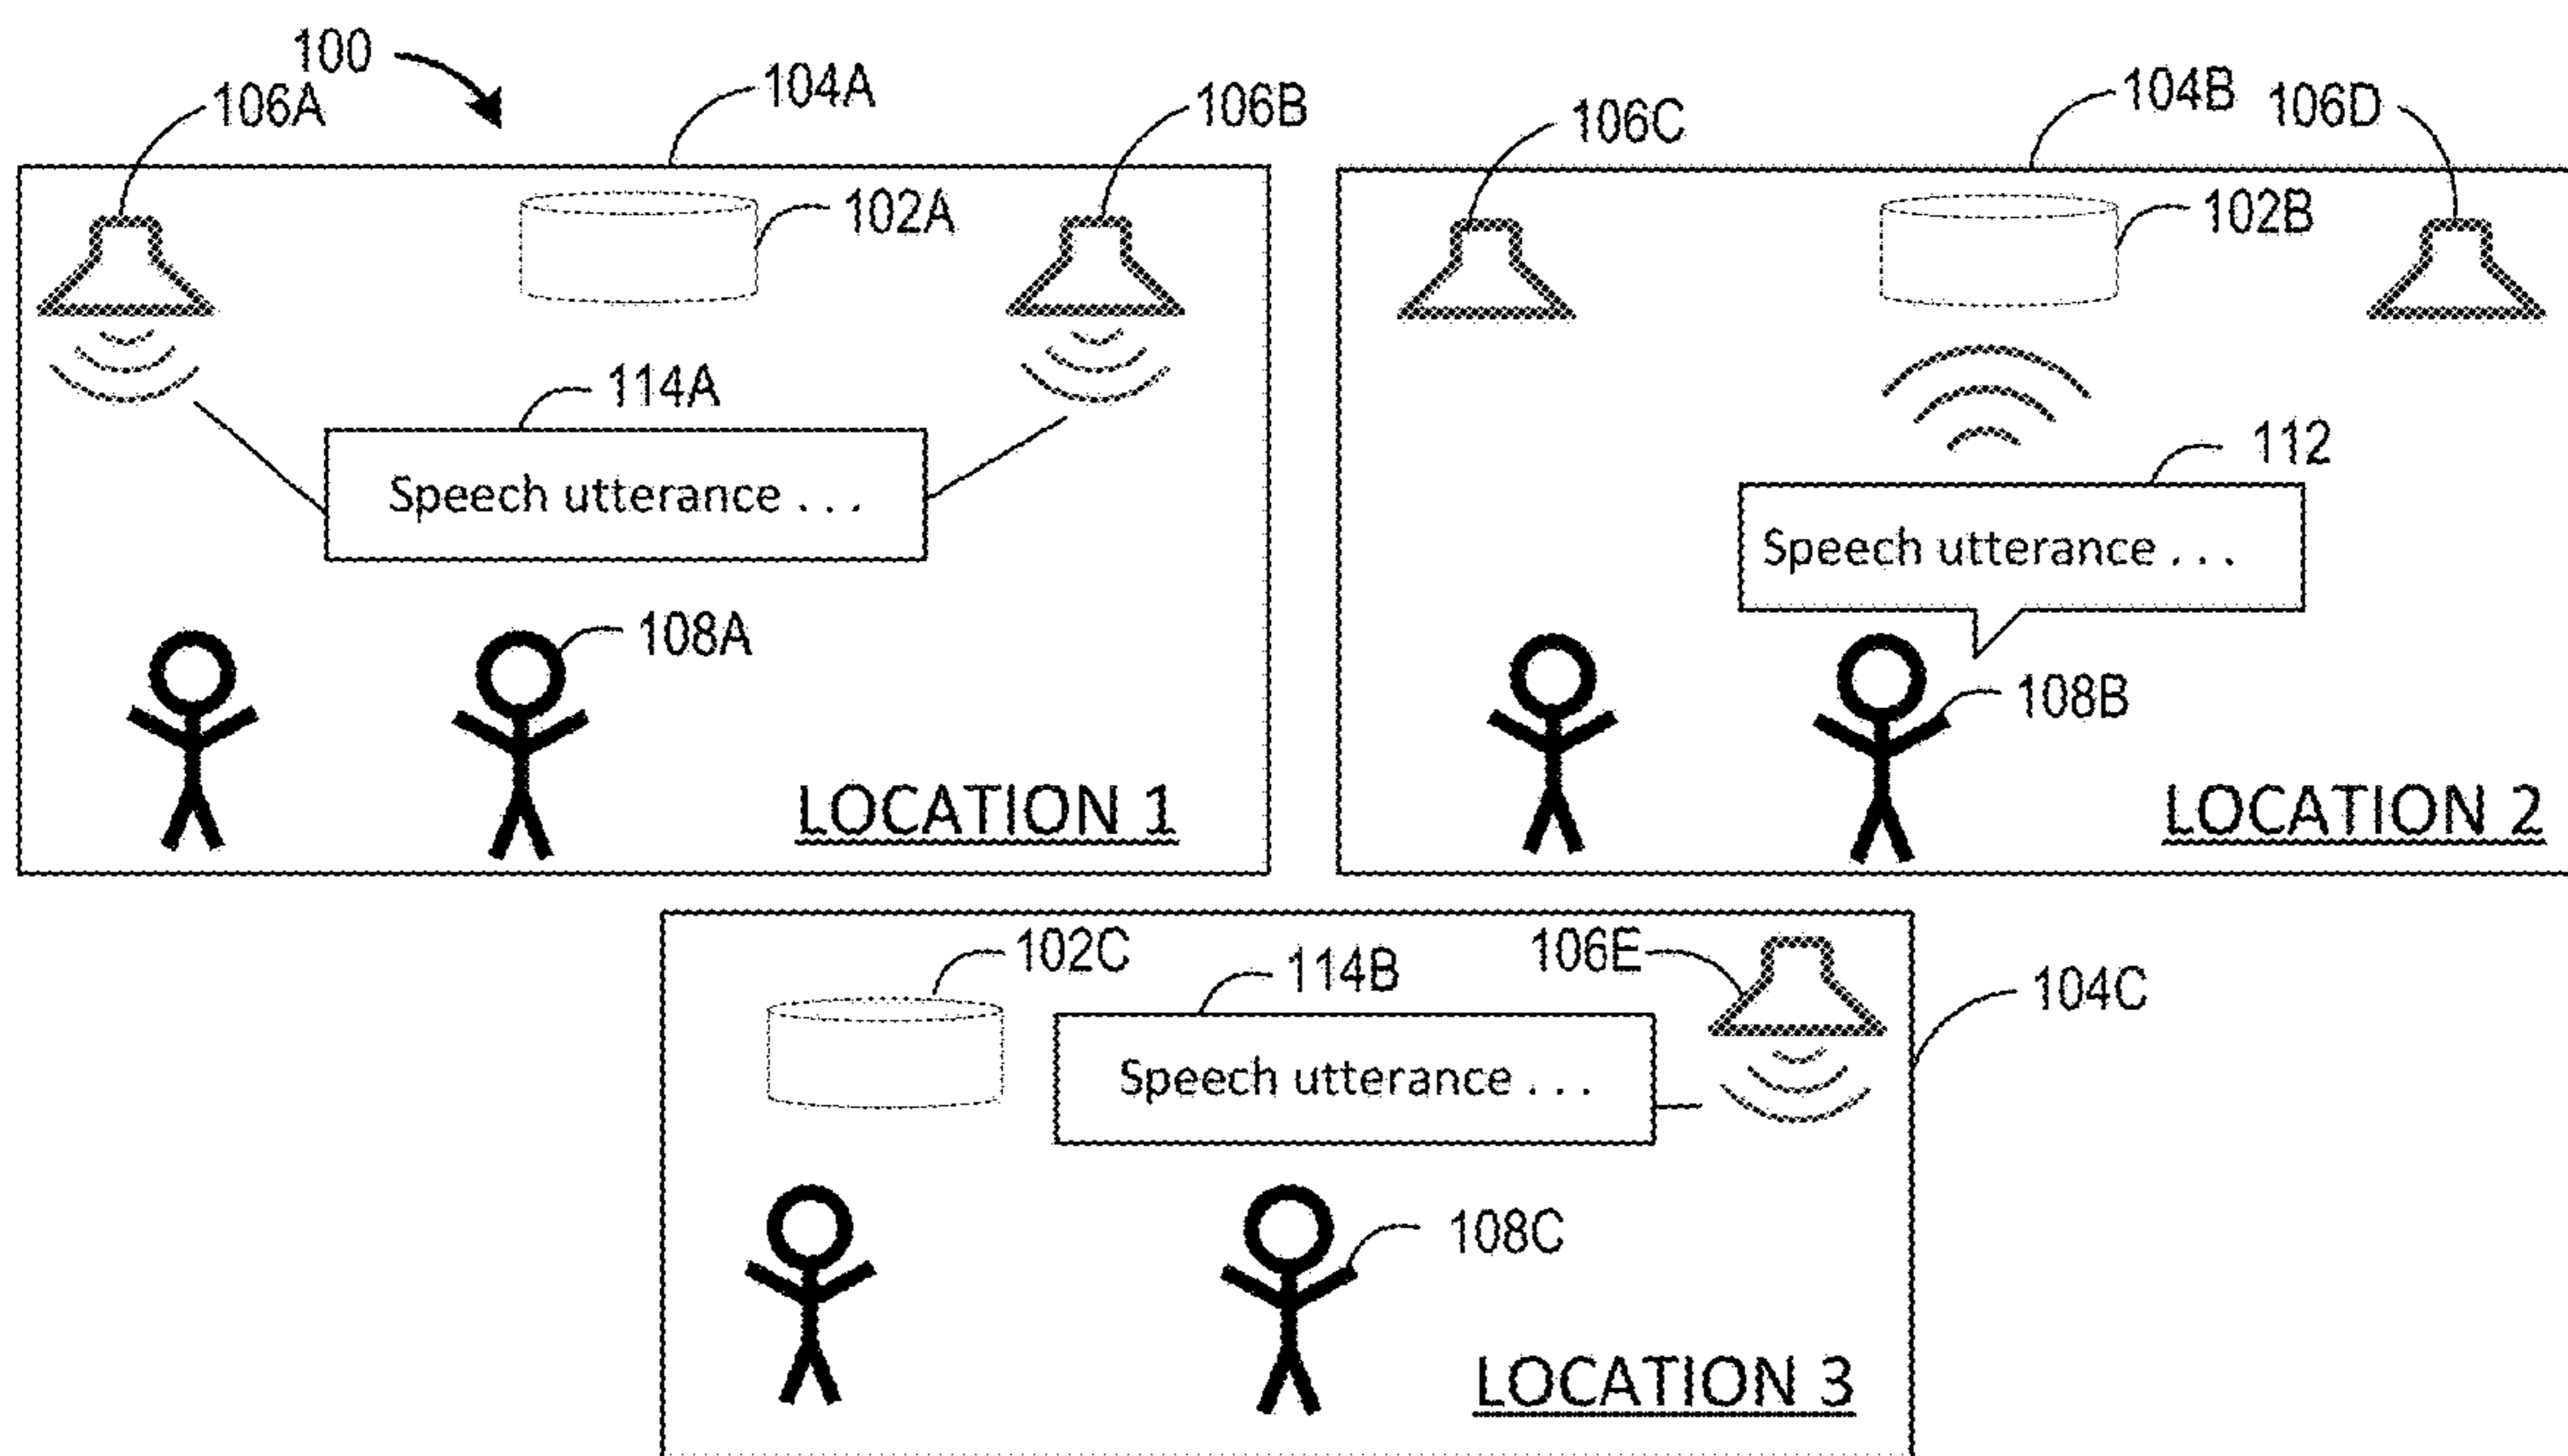 100
106A
104A
106B
102A
114A
Speech utterance . . .
108A
LOCATION 1
106C
104B
106D
102B
112
Speech utterance . . .
108B
LOCATION 2
102C
114B
106E
104C
Speech utterance . . .
108C
LOCATION 3